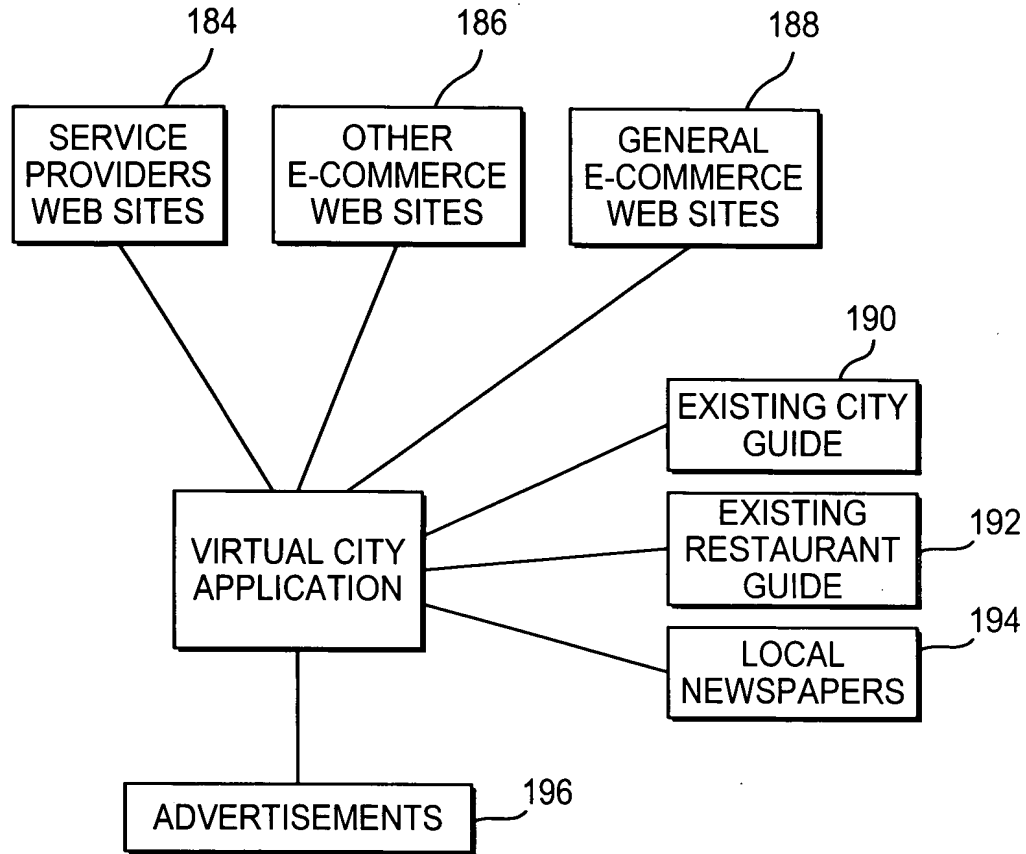 184
186
188
SERVICE
PROVIDERS
WEB SITES
OTHER
E-COMMERCE
WEB SITES
GENERAL
E-COMMERCE
WEB SITES
190
EXISTING CITY
GUIDE
VIRTUAL CITY
APPLICATION
EXISTING
RESTAURANT
GUIDE
192
194
LOCAL
NEWSPAPERS
ADVERTISEMENTS
196